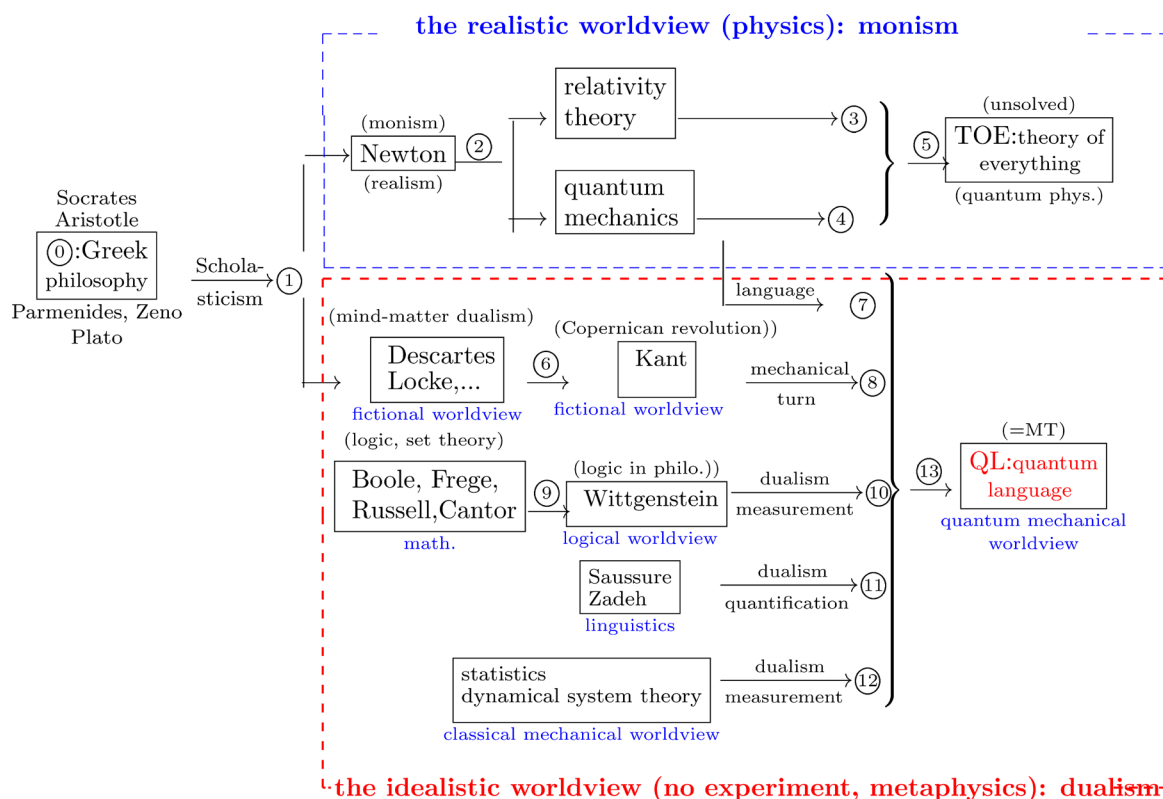 the realistic worldview (physics): monism
relativity
theory
③
(unsolved)
TOE:theory of
everything
(quantum phys.)
⑤
(monism)
Newton
(realism)
②
quantum
mechanics
④
Socrates
Aristotle
⓪:Greek
philosophy
Parmenides, Zeno
Plato
Schola-
sticism
①
language
⑦
(mind-matter dualism)
Descartes
Locke,...
fictional worldview
⑥
(Copernican revolution))
Kant
fictional worldview
mechanical
turn
⑧
(logic, set theory)
Boole, Frege,
Russell,Cantor
math.
⑨
(logic in philo.))
Wittgenstein
logical worldview
dualism
measurement
⑩
⑬
(=MT)
QL:quantum
language
quantum mechanical
worldview
Saussure
Zadeh
linguistics
dualism
quantification
⑪
statistics
dynamical system theory
classical mechanical worldview
dualism
measurement
⑫
the idealistic worldview (no experiment, metaphysics): dualism